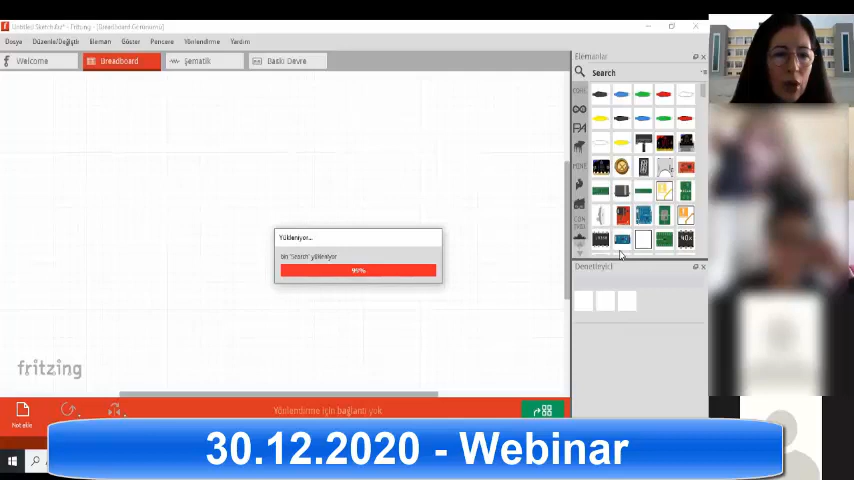 Untitled Sketch.fzz* - Fritzing - [Breadboard Görünümü]
Dosya Düzenle/Değiştir Eleman Göster Pencere Yönlendirme Yardım
Welcome Breadboard Şematik Baskı Devre
Elemanlar
Search
CORE
MINE
Yükleniyor...
bin 'Search' yükleniyor
99%
Denetleyici
fritzing
Not ekle
Yönlendirme için bağlantı yok
30.12.2020 - Webinar